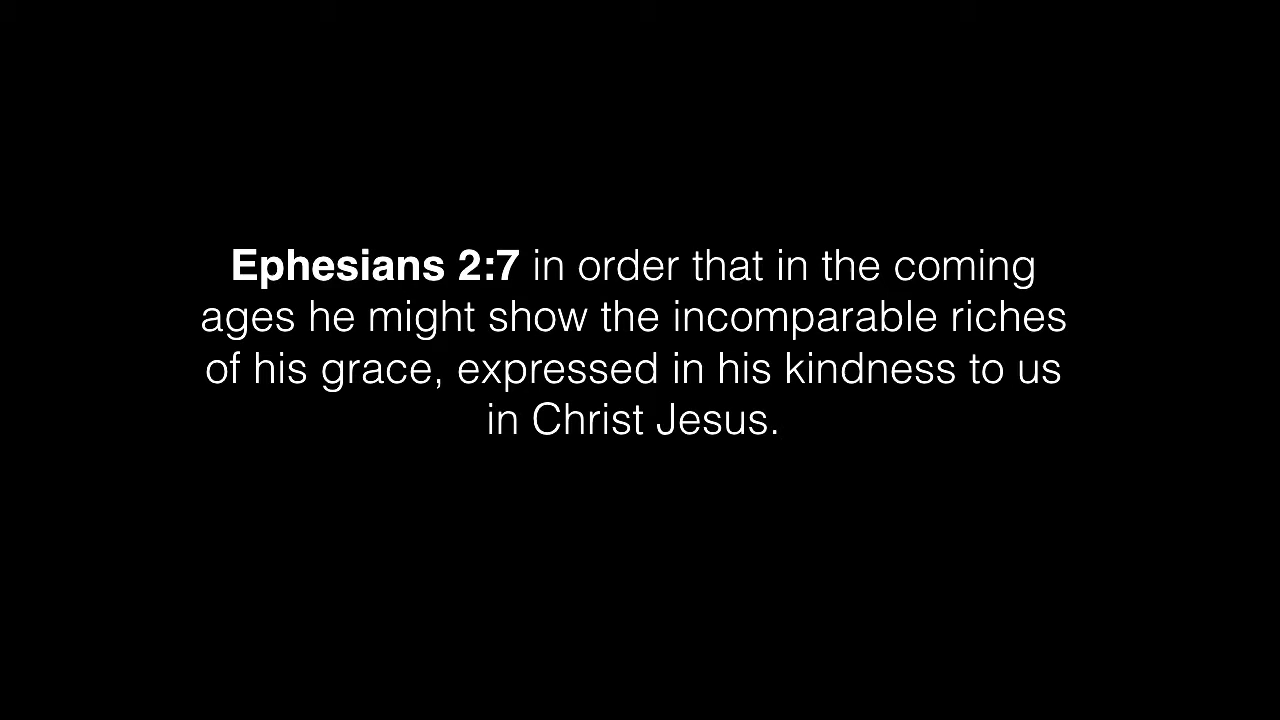 Ephesians 2:7 in order that in the coming
ages he might show the incomparable riches
of his grace, expressed in his kindness to us
in Christ Jesus.